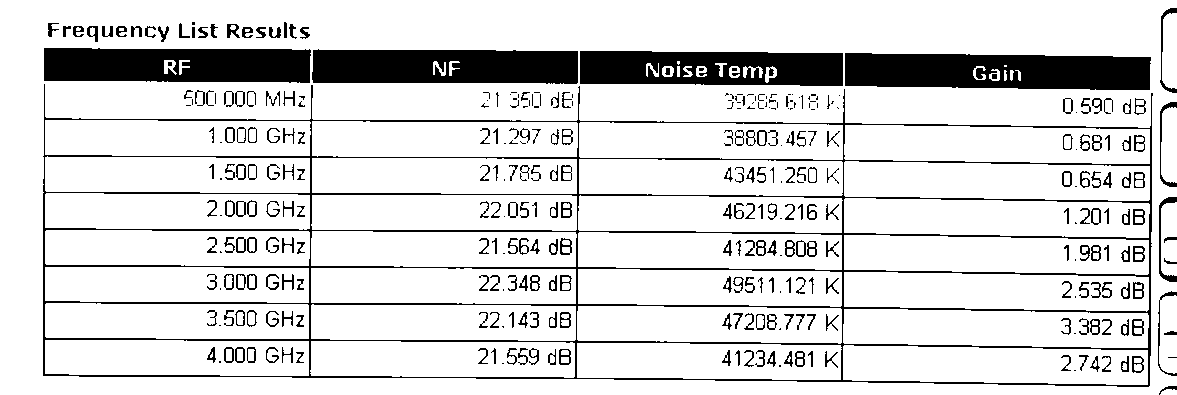 Frequency List Results
RF NF Noise Temp Gain
500.000 MHz 21.350 dB 39285.618 K 0.590 dB
1.000 GHz 21.297 dB 38803.457 K 0.681 dB
1.500 GHz 21.785 dB 43451.250 K 0.654 dB
2.000 GHz 22.051 dB 46219.216 K 1.201 dB
2.500 GHz 21.564 dB 41284.808 K 1.981 dB
3.000 GHz 22.348 dB 49511.121 K 2.535 dB
3.500 GHz 22.143 dB 47208.777 K 3.382 dB
4.000 GHz 21.559 dB 41234.481 K 2.742 dB